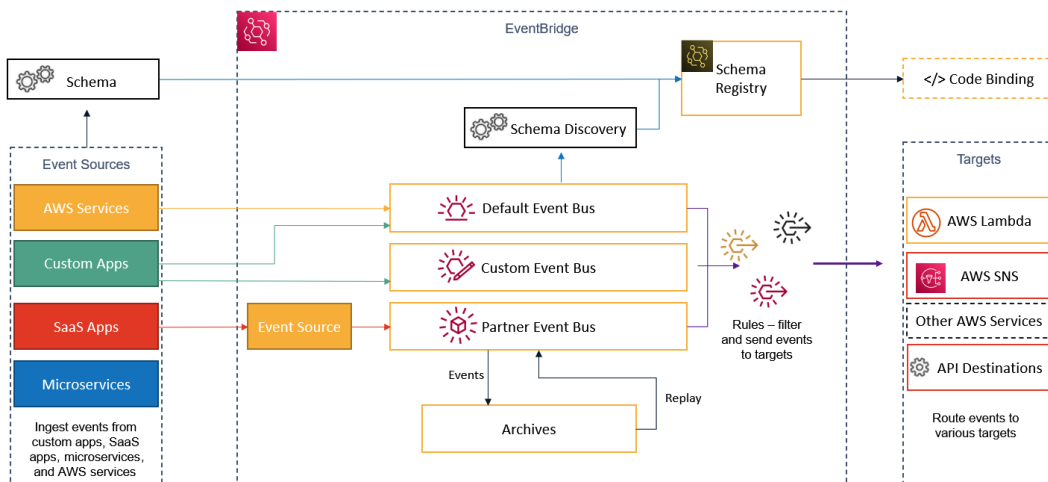 EventBridge
Schema
Schema
Registry
</> Code Binding
Schema Discovery
Event Sources
AWS Services
Custom Apps
SaaS Apps
Microservices
Ingest events from
custom apps, SaaS
apps, microservices,
and AWS services
Event Source
Default Event Bus
Custom Event Bus
Partner Event Bus
Events
Replay
Archives
Rules – filter
and send events
to targets
Targets
AWS Lambda
AWS SNS
Other AWS Services
API Destinations
Route events to
various targets